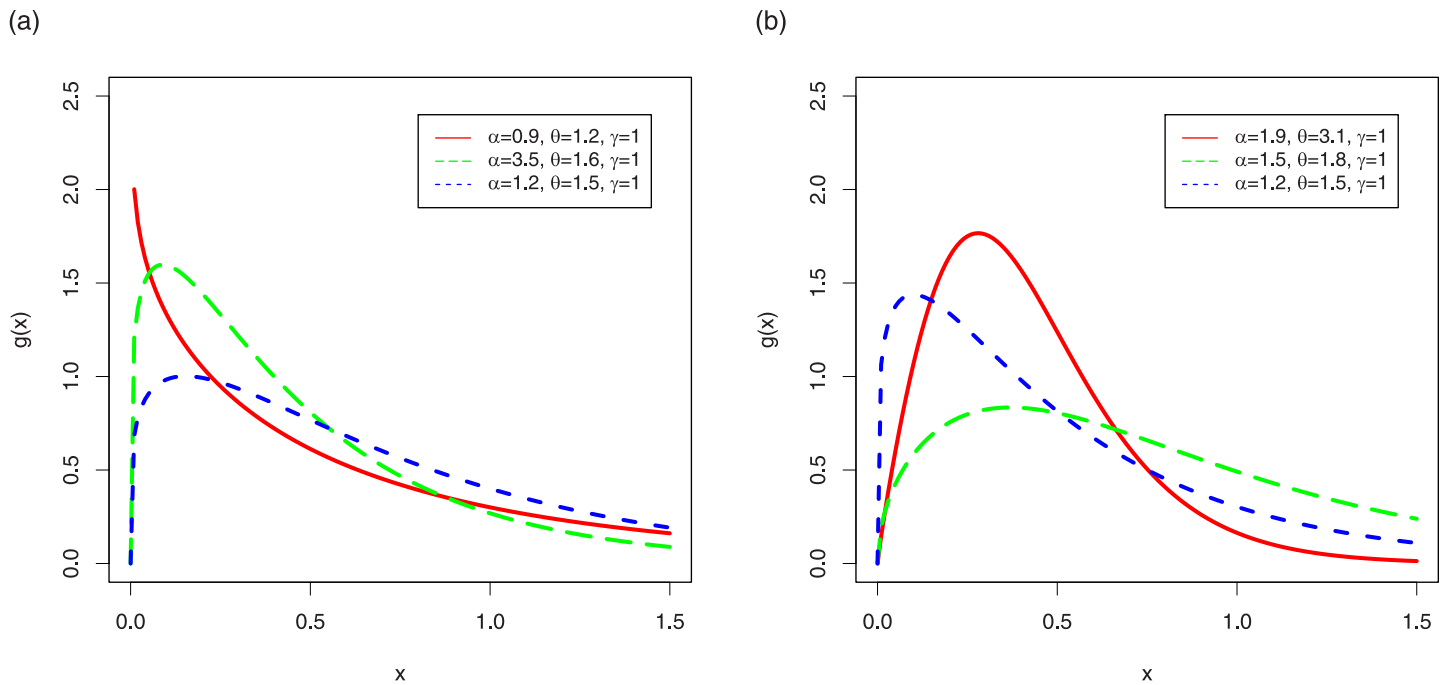 (a)
2.5
2.0
1.5
1.0
0.5
0.0
g(x)
α=0.9, θ=1.2, γ=1
α=3.5, θ=1.6, γ=1
α=1.2, θ=1.5, γ=1
0.0 0.5 1.0 1.5
x
(b)
2.5
2.0
1.5
1.0
0.5
0.0
g(x)
α=1.9, θ=3.1, γ=1
α=1.5, θ=1.8, γ=1
α=1.2, θ=1.5, γ=1
0.0 0.5 1.0 1.5
x